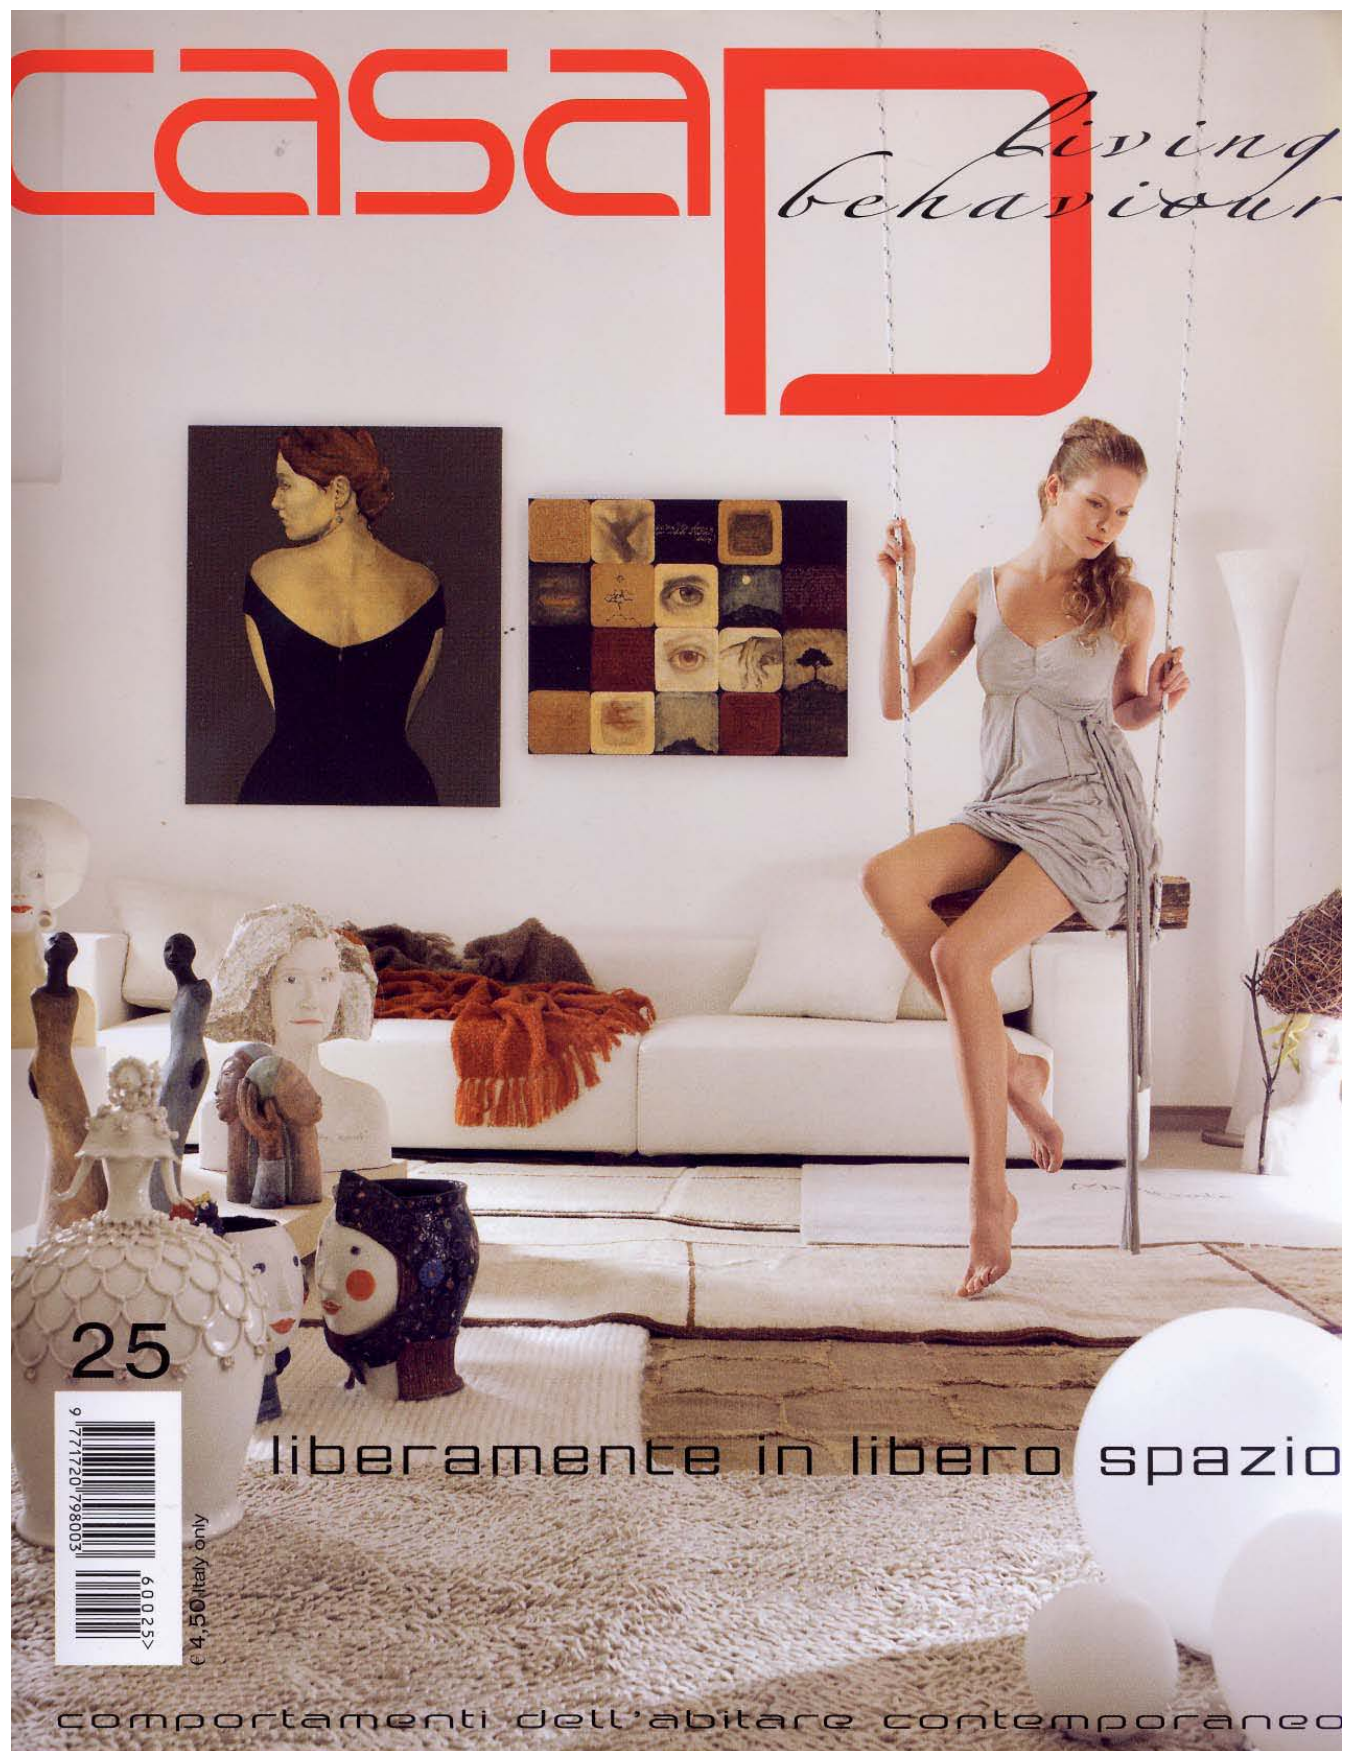 casaD
living
behaviour
25
liberamente in libero spazio
9 771720 798003
60025>
€ 4,50 Italy only
comportamenti dell'abitare contemporaneo